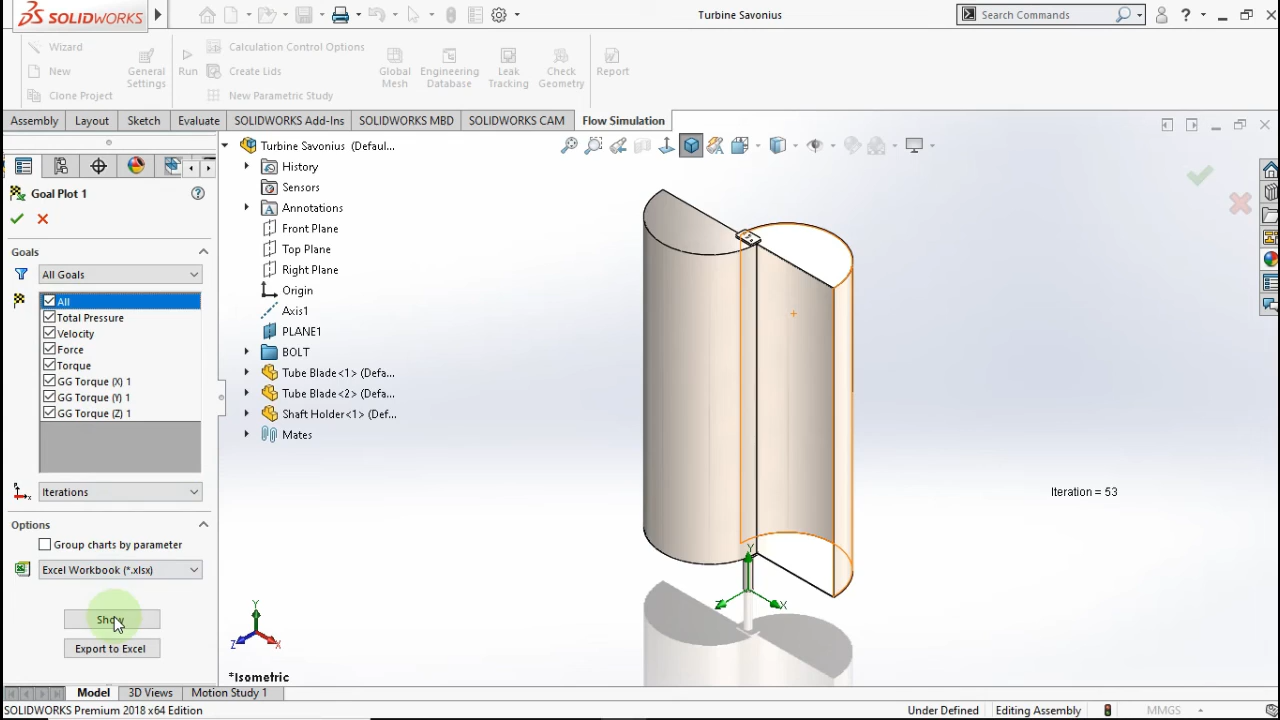 SOLIDWORKS
Turbine Savonius
Search Commands
?
Wizard
New
Clone Project
General
Settings
Run
Calculation Control Options
Create Lids
New Parametric Study
Global
Mesh
Engineering
Database
Leak
Tracking
Check
Geometry
Report
Assembly
Layout
Sketch
Evaluate
SOLIDWORKS Add-Ins
SOLIDWORKS MBD
SOLIDWORKS CAM
Flow Simulation
Goal Plot 1
?
Goals
All Goals
All
Total Pressure
Velocity
Force
Torque
GG Torque (X) 1
GG Torque (Y) 1
GG Torque (Z) 1
Iterations
Options
Group charts by parameter
Excel Workbook (*.xlsx)
Show
Export to Excel
Turbine Savonius (Defaul...
History
Sensors
Annotations
Front Plane
Top Plane
Right Plane
Origin
Axis1
PLANE1
BOLT
Tube Blade<1> (Defa...
Tube Blade<2> (Defa...
Shaft Holder<1> (Def...
Mates
Iteration = 53
Y
Z
X
Y
Z
X
*Isometric
Model
3D Views
Motion Study 1
SOLIDWORKS Premium 2018 x64 Edition
Under Defined
Editing Assembly
MMGS